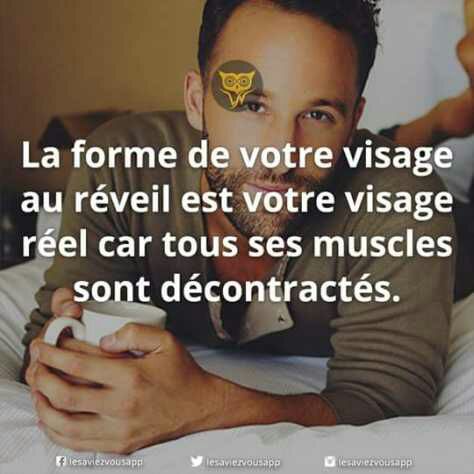 La forme de votre visage
au réveil est votre visage
réel car tous ses muscles
sont décontractés.
lesaviezvousapp lesaviezvousapp lesaviezvousapp